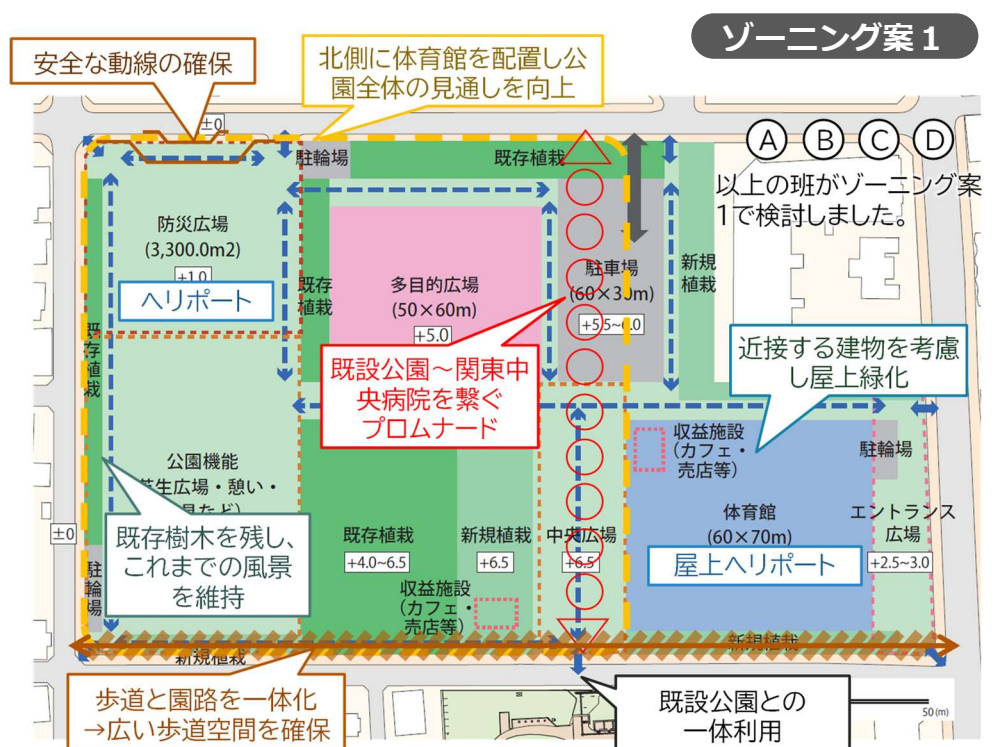 ゾーニング案1
安全な動線の確保
北側に体育館を配置し公
園全体の見通しを向上
±0
駐輪場
既存植栽
Ⓐ Ⓑ Ⓒ Ⓓ
以上の班がゾーニング案
1で検討しました。
防災広場
(3,300.0m2)
+1.0
ヘリポート
既存
植栽
多目的広場
(50×60m)
+5.0
駐車場
(60×30m)
+5.5~6.0
新規
植栽
既存植栽
既設公園～関東中
央病院を繋ぐ
プロムナード
近接する建物を考慮
し屋上緑化
収益施設
(カフェ・
売店等)
駐輪場
公園機能
芝生広場・憩い・
既存樹木を残し、
これまでの風景
を維持
±0
駐輪場
既存植栽
+4.0~6.5
新規植栽
+6.5
中央広場
+6.5
体育館
(60×70m)
屋上ヘリポート
エントランス
広場
+2.5~3.0
収益施設
(カフェ・
売店等)
新規植栽
新規植栽
歩道と園路を一体化
→広い歩道空間を確保
既設公園との
一体利用
50(m)